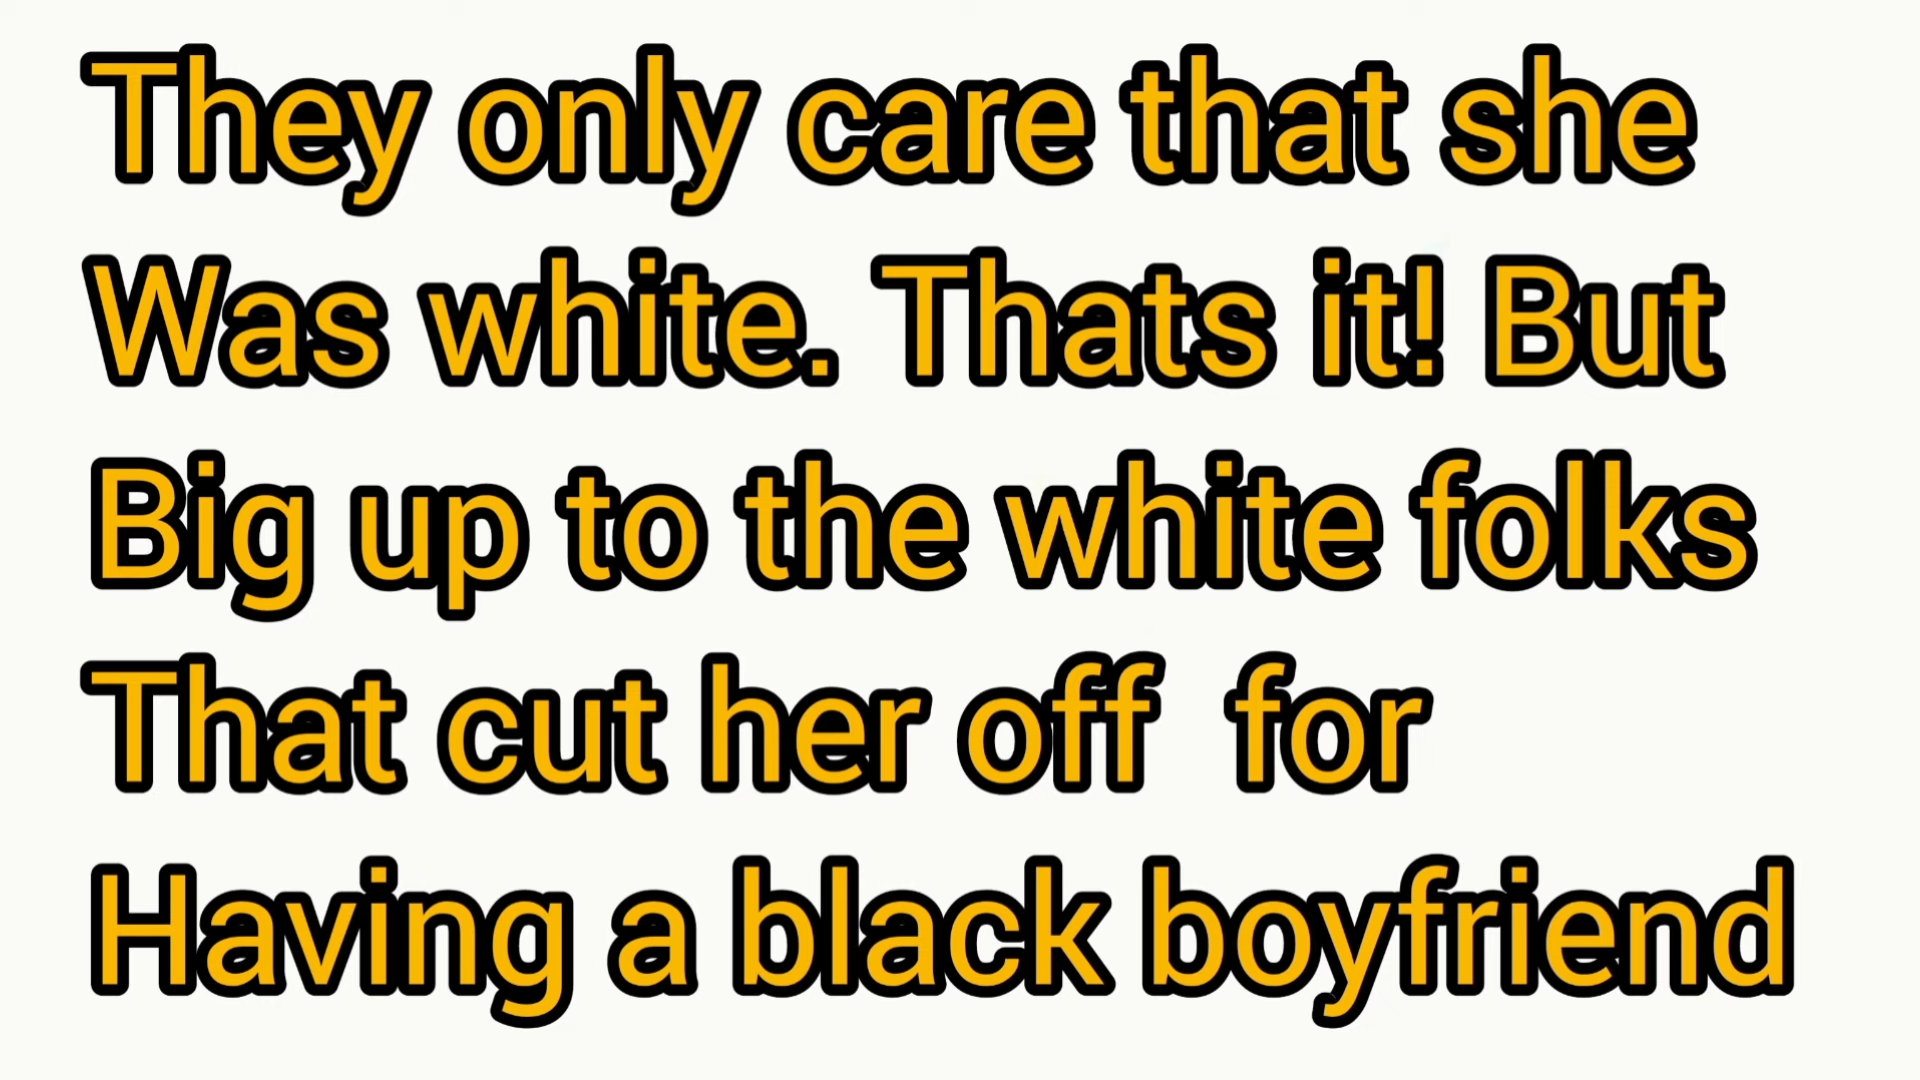 They only care that she
Was white. Thats it! But
Big up to the white folks
That cut her off  for
Having a black boyfriend